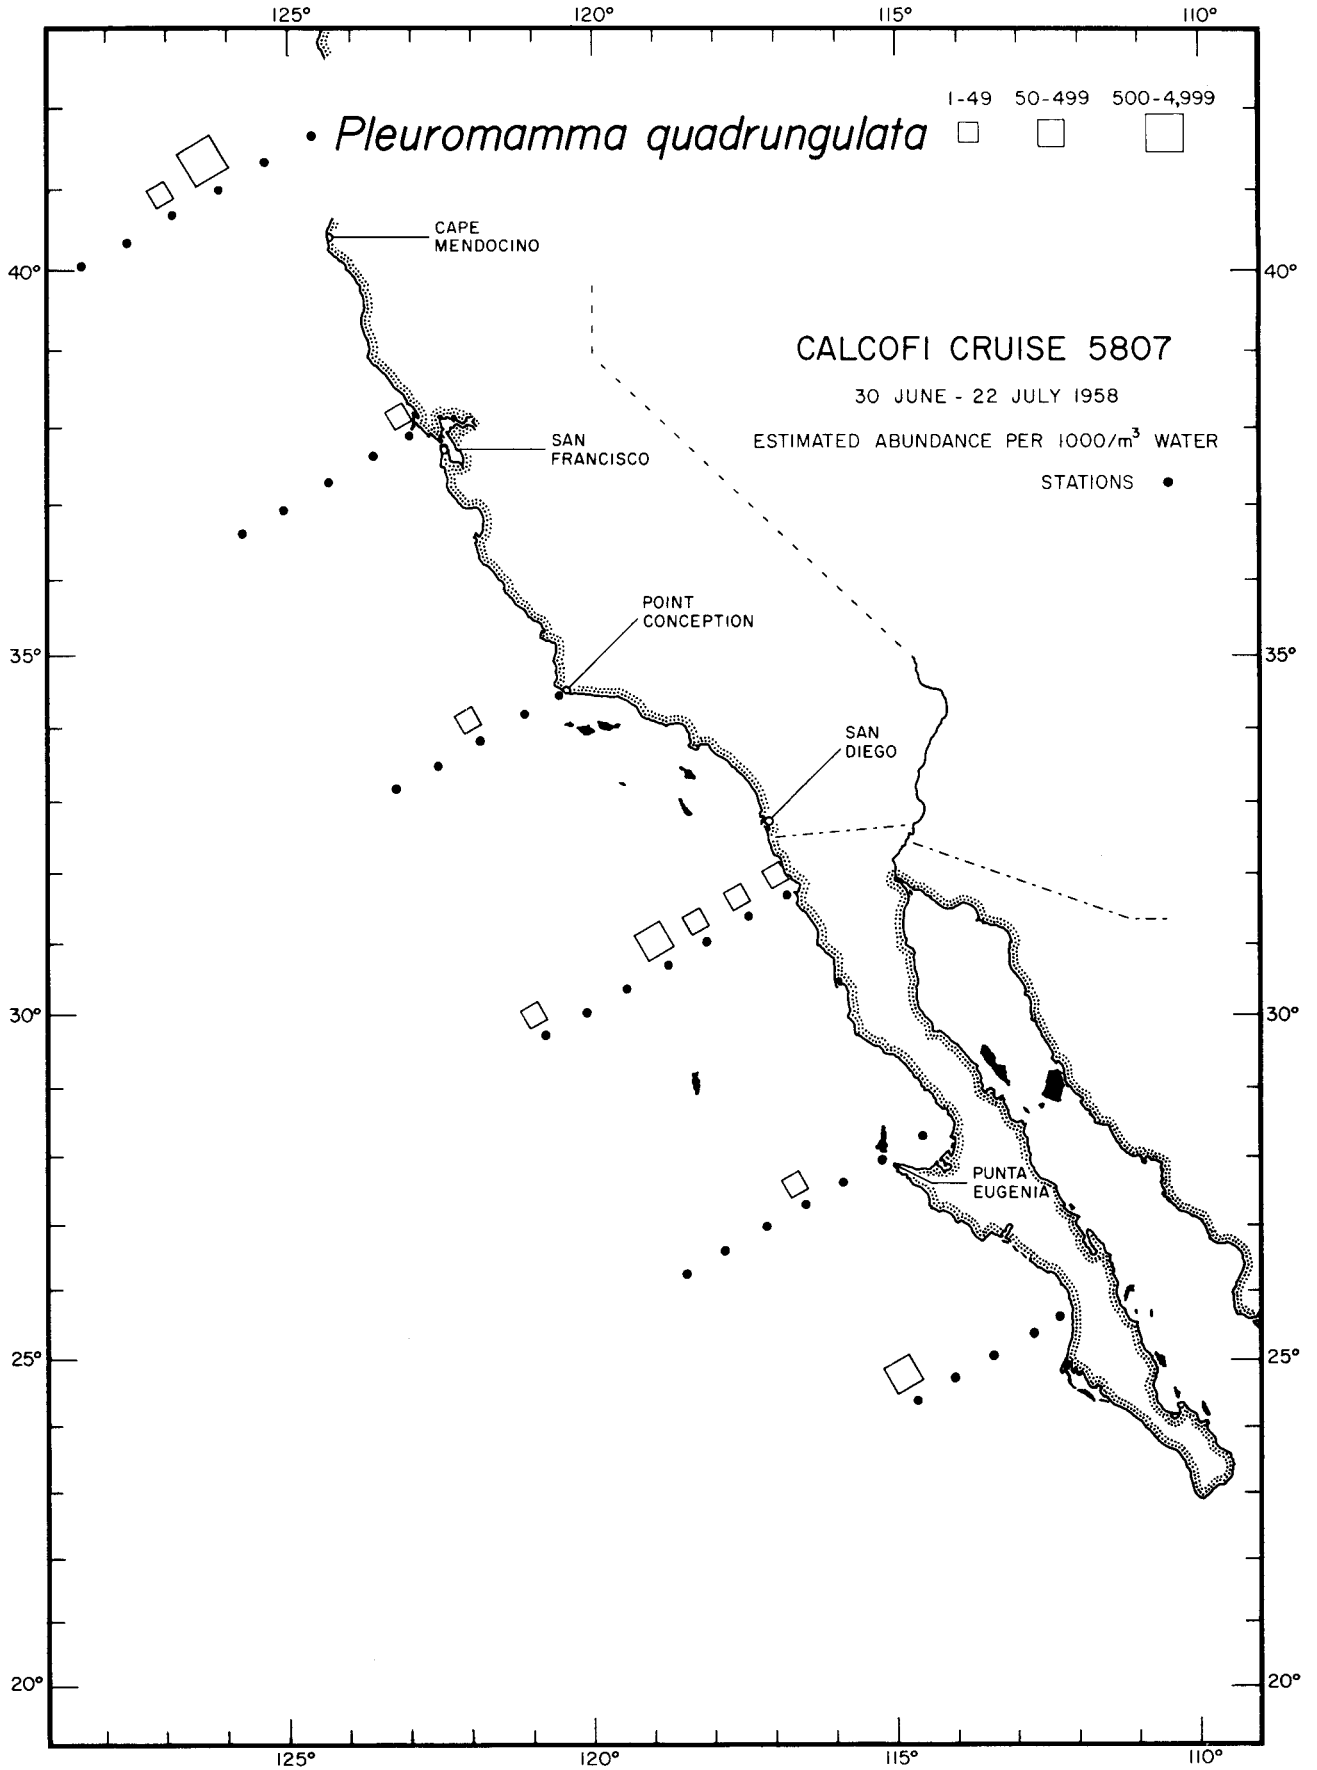 125° 120° 115° 110°
1-49 50-499 500-4,999
Pleuromamma quadrungulata
CAPE
MENDOCINO
40° 40°
CALCOFI CRUISE 5807
30 JUNE - 22 JULY 1958
ESTIMATED ABUNDANCE PER 1000/m³ WATER
SAN
FRANCISCO
STATIONS
POINT
CONCEPTION
35° 35°
SAN
DIEGO
30° 30°
PUNTA
EUGENIA
25° 25°
20° 20°
125° 120° 115° 110°